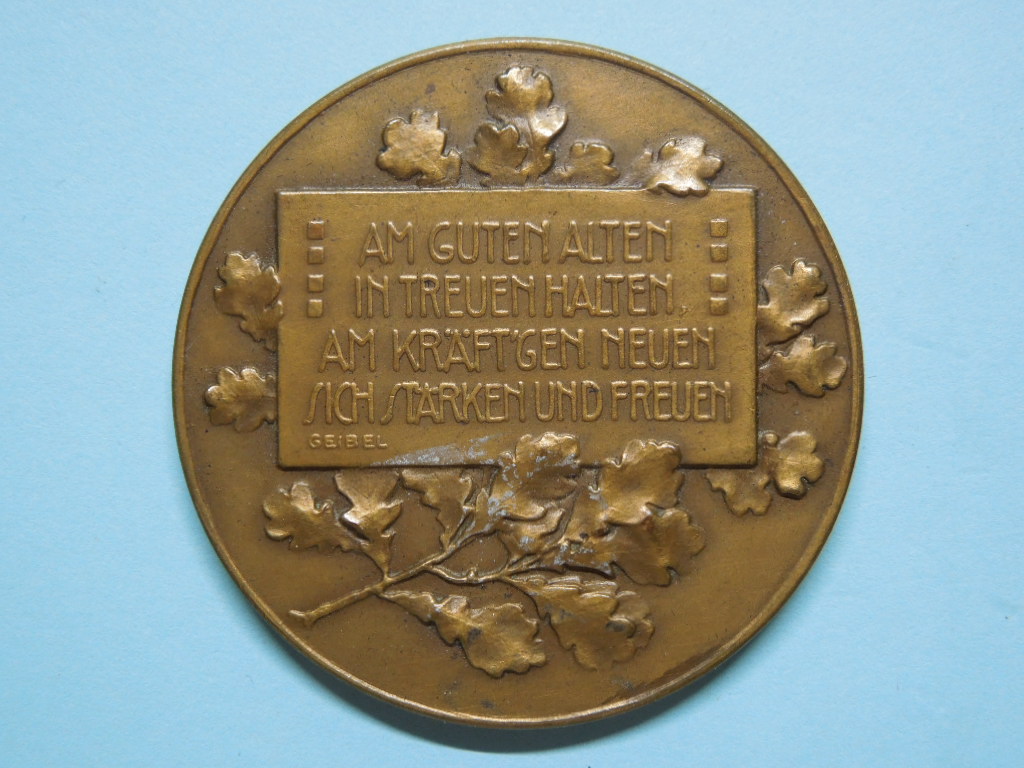 AM GUTEN ALTEN
IN TREUEN HALTEN,
AM KRÄFT'GEN NEUEN
SICH STÄRKEN UND FREUEN
GEIBEL